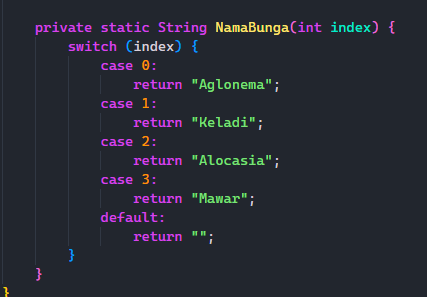 private static String NamaBunga(int index) {
switch (index) {
case 0:
return "Aglonema";
case 1:
return "Keladi";
case 2:
return "Alocasia";
case 3:
return "Mawar";
default:
return "";
}
}
}